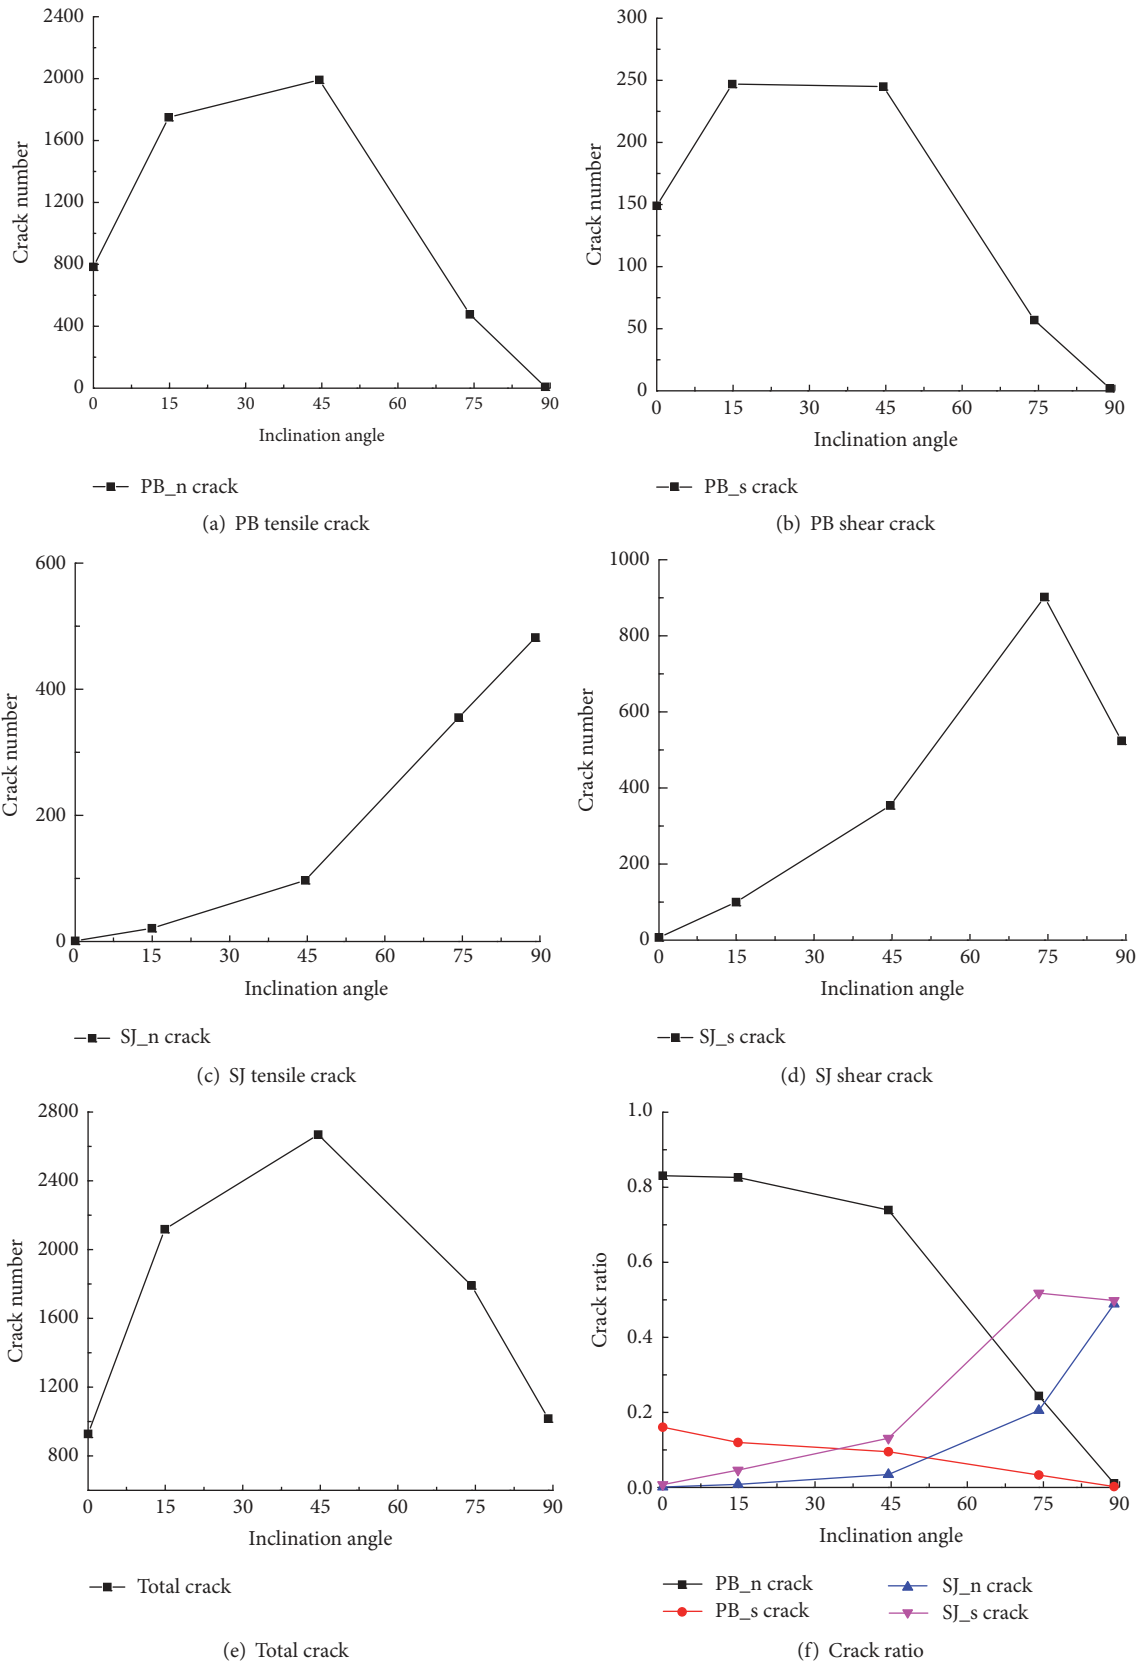 2400
2000
1600
1200
800
400
0
Crack number
0 15 30 45 60 75 90
Inclination angle
PB_n crack
(a) PB tensile crack
300
250
200
150
100
50
0
Crack number
0 15 30 45 60 75 90
Inclination angle
PB_s crack
(b) PB shear crack
600
400
200
0
Crack number
0 15 30 45 60 75 90
Inclination angle
SJ_n crack
(c) SJ tensile crack
1000
800
600
400
200
0
Crack number
0 15 30 45 60 75 90
Inclination angle
SJ_s crack
(d) SJ shear crack
2800
2400
2000
1600
1200
800
Crack number
0 15 30 45 60 75 90
Inclination angle
Total crack
(e) Total crack
1.0
0.8
0.6
0.4
0.2
0.0
Crack ratio
0 15 30 45 60 75 90
Inclination angle
PB_n crack
PB_s crack
SJ_n crack
SJ_s crack
(f) Crack ratio